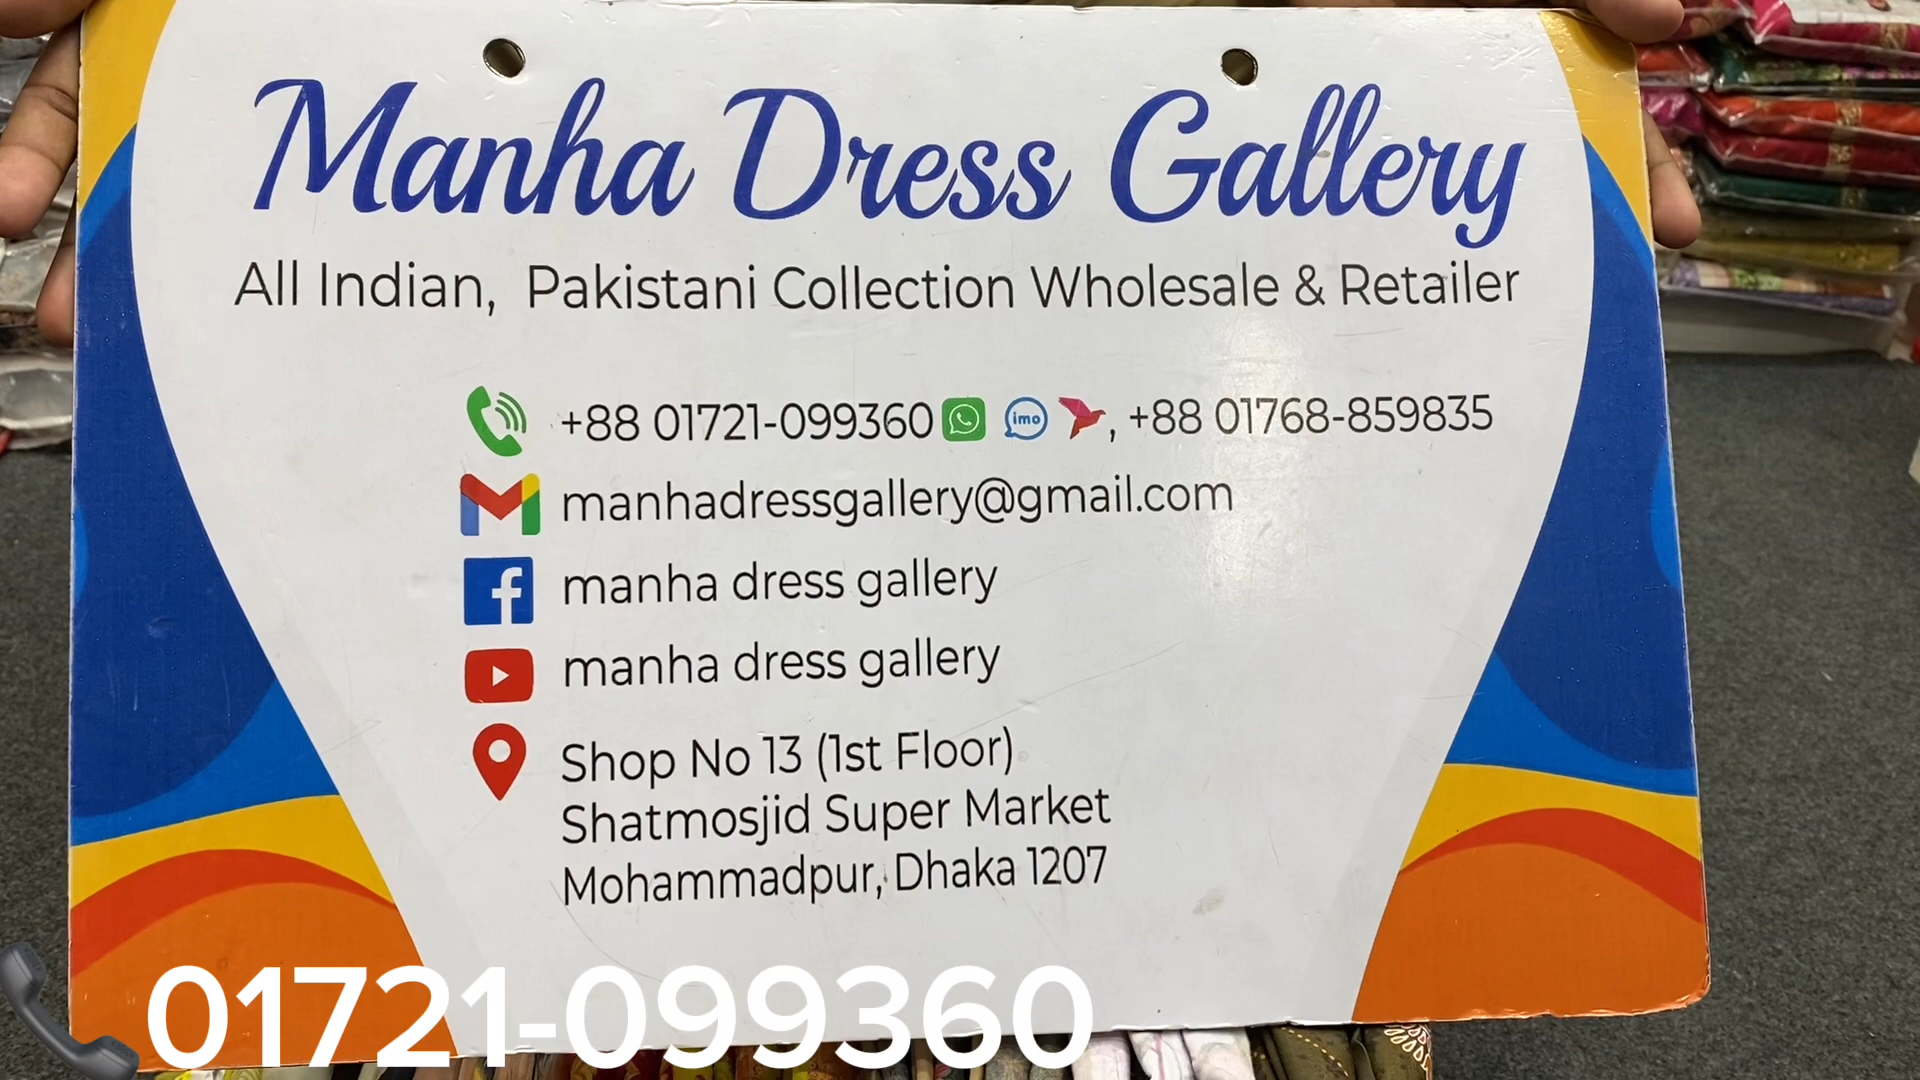 Manha Dress Gallery
All Indian, Pakistani Collection Wholesale & Retailer
+88 01721-099360 imo , +88 01768-859835
manhadressgallery@gmail.com
manha dress gallery
manha dress gallery
Shop No 13 (1st Floor)
Shatmosjid Super Market
Mohammadpur, Dhaka 1207
01721-099360